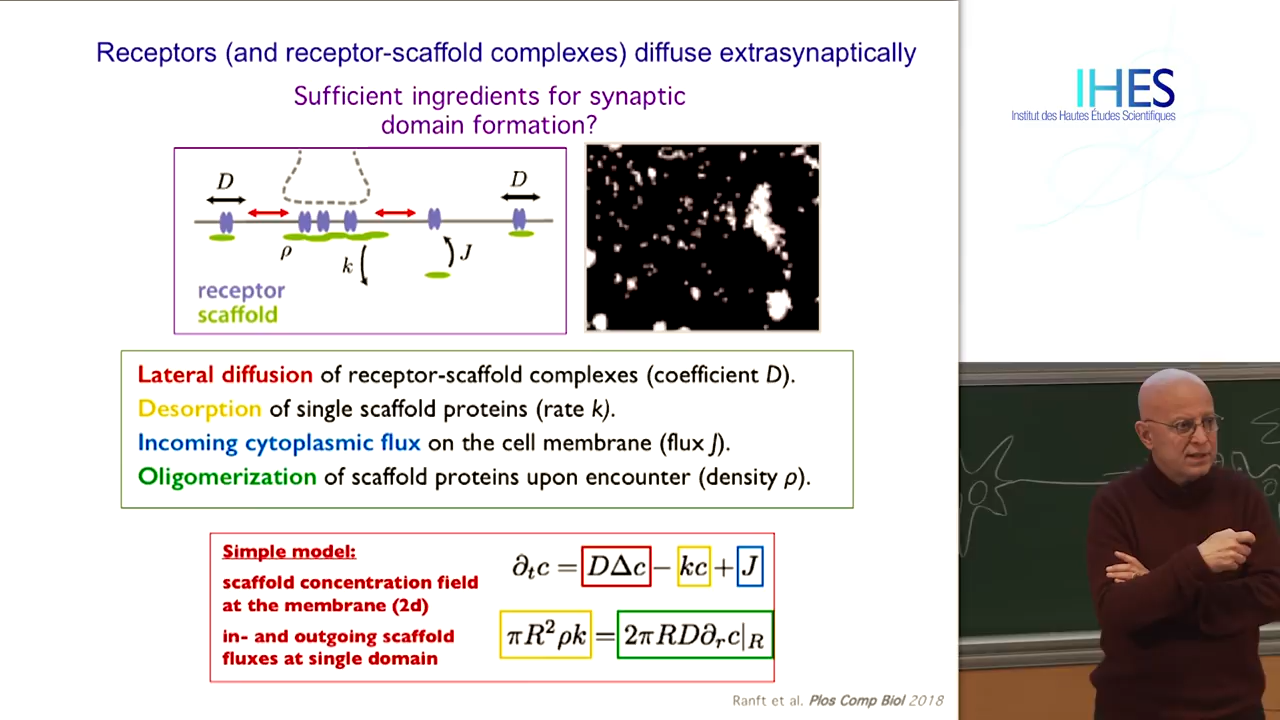 Receptors (and receptor-scaffold complexes) diffuse extrasynaptically
Sufficient ingredients for synaptic
domain formation?
D
D
ρ
k
J
receptor
scaffold
Lateral diffusion of receptor-scaffold complexes (coefficient D).
Desorption of single scaffold proteins (rate k).
Incoming cytoplasmic flux on the cell membrane (flux J).
Oligomerization of scaffold proteins upon encounter (density ρ).
Simple model:
scaffold concentration field
at the membrane (2d)
∂ₜc = DΔc − kc + J
in- and outgoing scaffold
fluxes at single domain
πR²ρk = 2πRD∂ᵣc|_R
Ranft et al. Plos Comp Biol 2018
IHES
Institut des Hautes Études Scientifiques